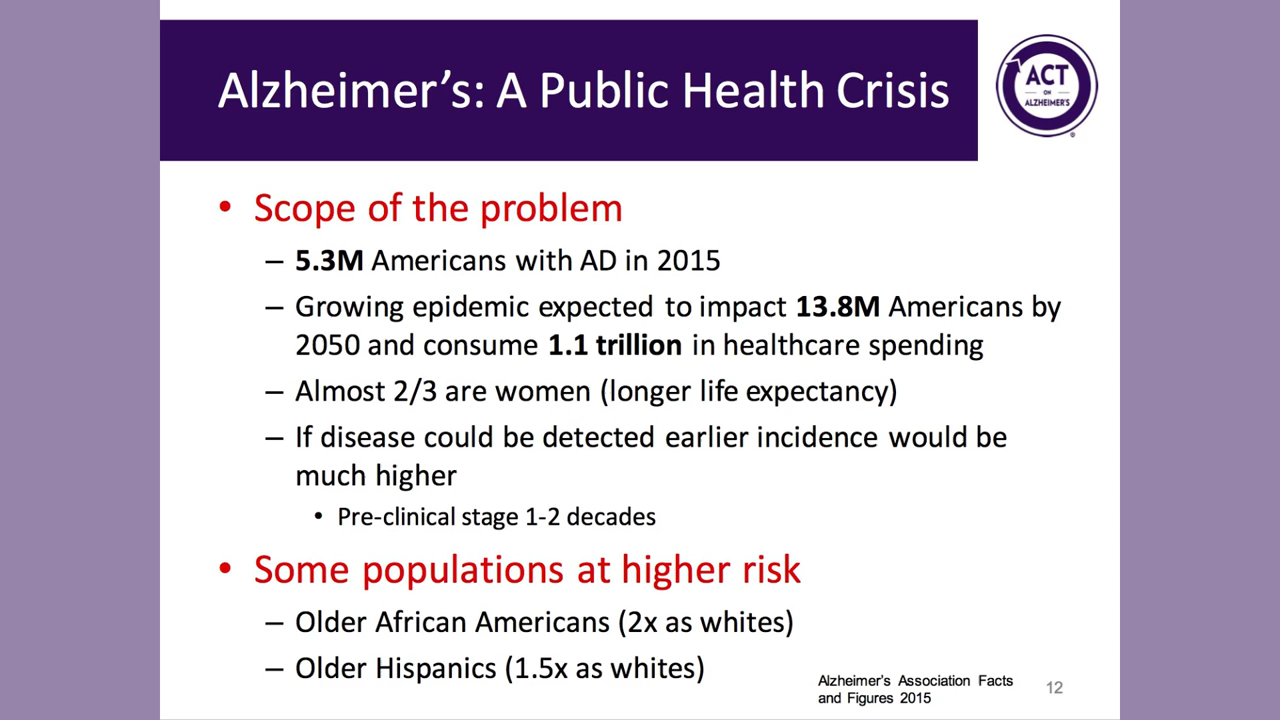 Alzheimer's: A Public Health Crisis
ACT
ON
ALZHEIMER'S
®
• Scope of the problem
– 5.3M Americans with AD in 2015
– Growing epidemic expected to impact 13.8M Americans by
2050 and consume 1.1 trillion in healthcare spending
– Almost 2/3 are women (longer life expectancy)
– If disease could be detected earlier incidence would be
much higher
• Pre-clinical stage 1-2 decades
• Some populations at higher risk
– Older African Americans (2x as whites)
– Older Hispanics (1.5x as whites)
Alzheimer's Association Facts
and Figures 2015
12